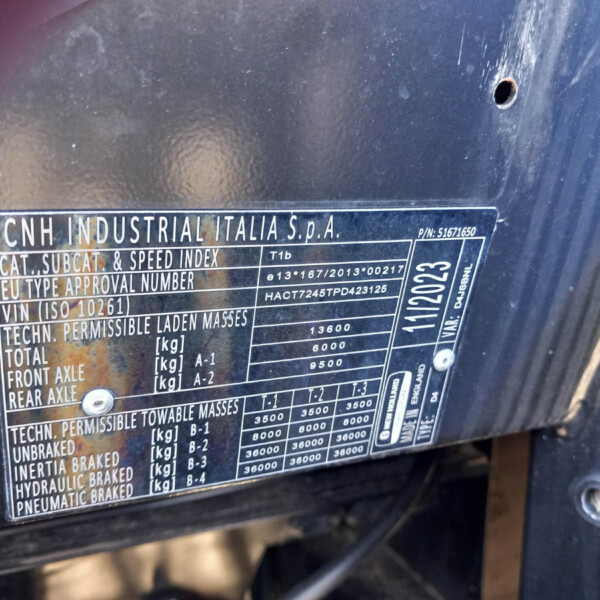 CNH INDUSTRIAL ITALIA S.p.A.
P/N: 51671650
CAT.,SUBCAT. & SPEED INDEX T1b
EU TYPE APPROVAL NUMBER e13*167/2013*00217
VIN (ISO 10261) HACT7245TPD423125
TECHN. PERMISSIBLE LADEN MASSES
TOTAL [kg] 13600
FRONT AXLE [kg] A-1 6000
REAR AXLE [kg] A-2 9500
TECHN. PERMISSIBLE TOWABLE MASSES T-1 T-2 T-3
UNBRAKED [kg] B-1 3500 3500 3500
INERTIA BRAKED [kg] B-2 8000 8000 8000
HYDRAULIC BRAKED [kg] B-3 36000 36000 36000
PNEUMATIC BRAKED [kg] B-4 36000 36000 36000
11/2023
VAR: D4JSBNL
NEW HOLLAND
MADE IN ENGLAND
TYPE: D4